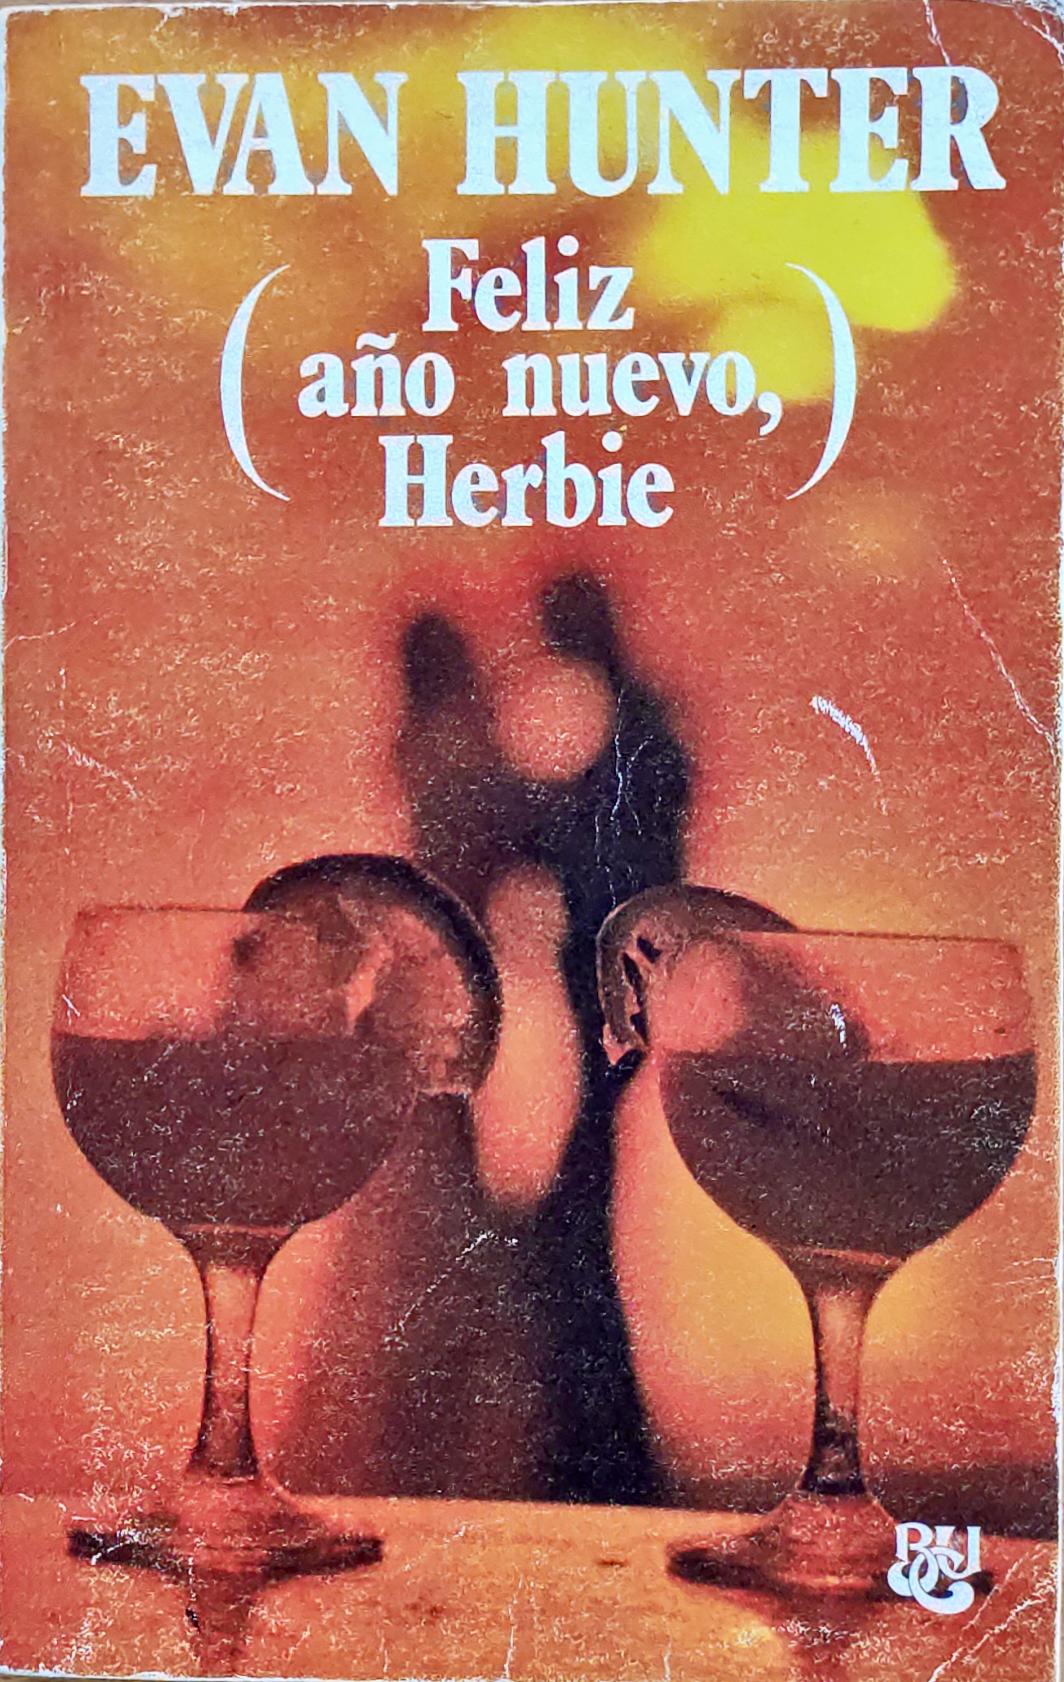 EVAN HUNTER
(Feliz
año nuevo,
Herbie)